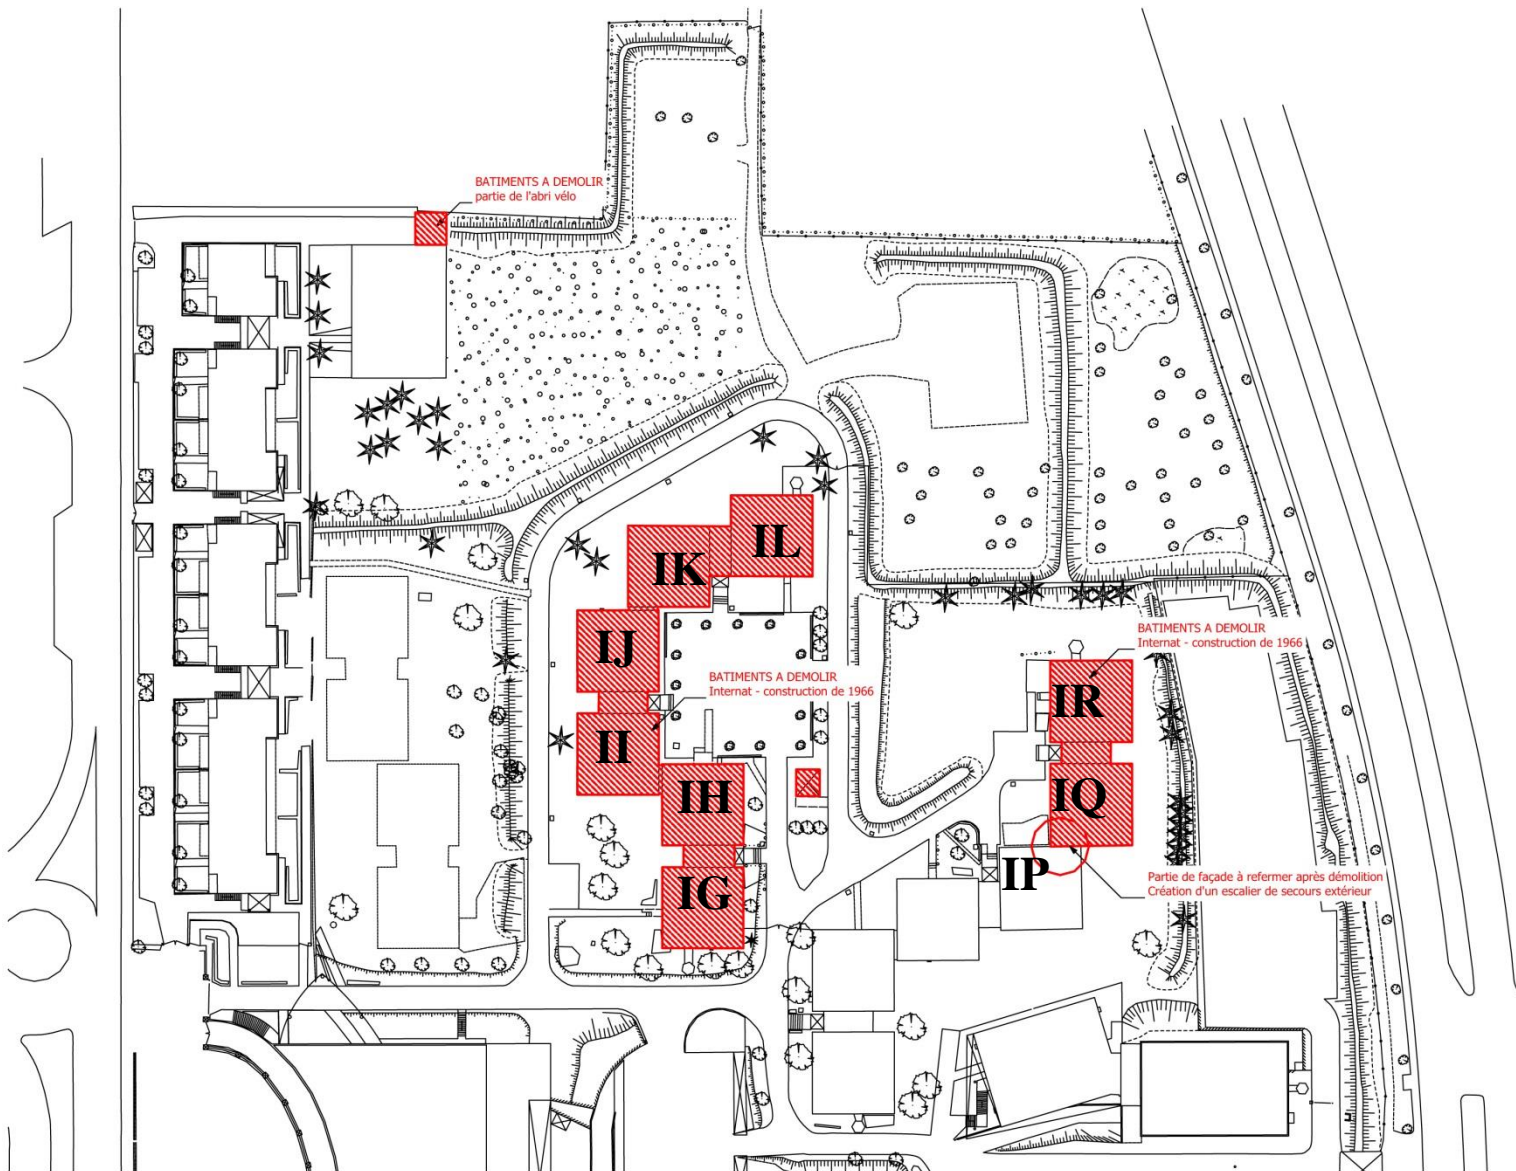 BATIMENTS A DEMOLIR
partie de l'abri vélo
IL
IK
IJ
BATIMENTS A DEMOLIR
Internat - construction de 1966
II
IH
IG
BATIMENTS A DEMOLIR
Internat - construction de 1966
IR
IQ
IP
Partie de façade à refermer après démolition
Création d'un escalier de secours extérieur